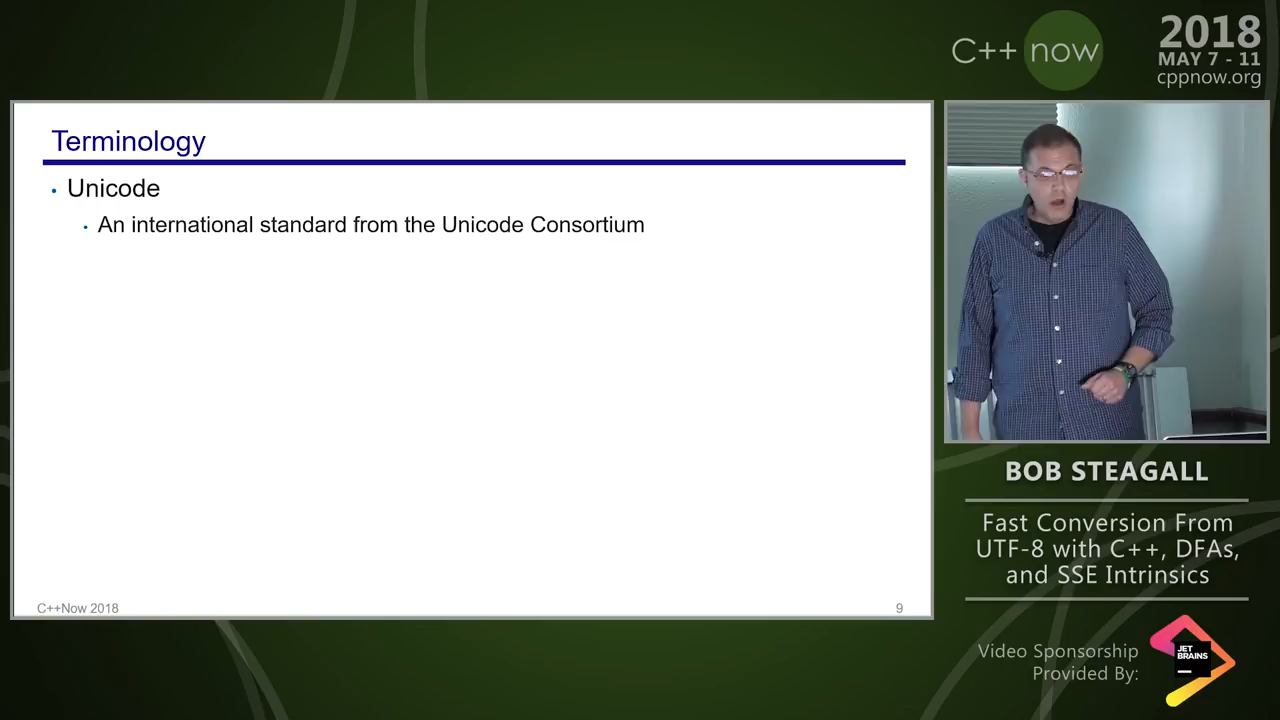 C++ now
2018
MAY 7 - 11
cppnow.org
Terminology
Unicode
An international standard from the Unicode Consortium
C++Now 2018
9
BOB STEAGALL
Fast Conversion From
UTF-8 with C++, DFAs,
and SSE Intrinsics
Video Sponsorship
Provided By:
JET
BRAINS